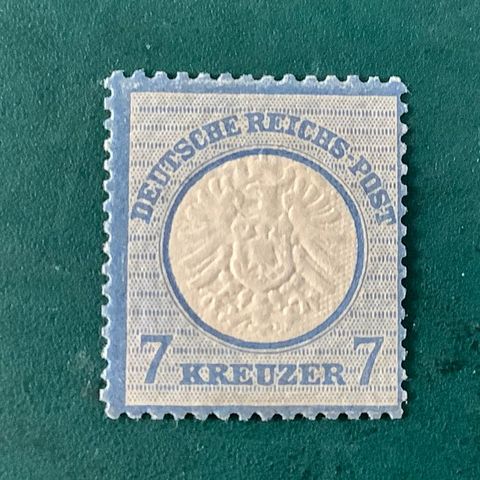 DEUTSCHE REICHS-POST
7 KREUZER 7